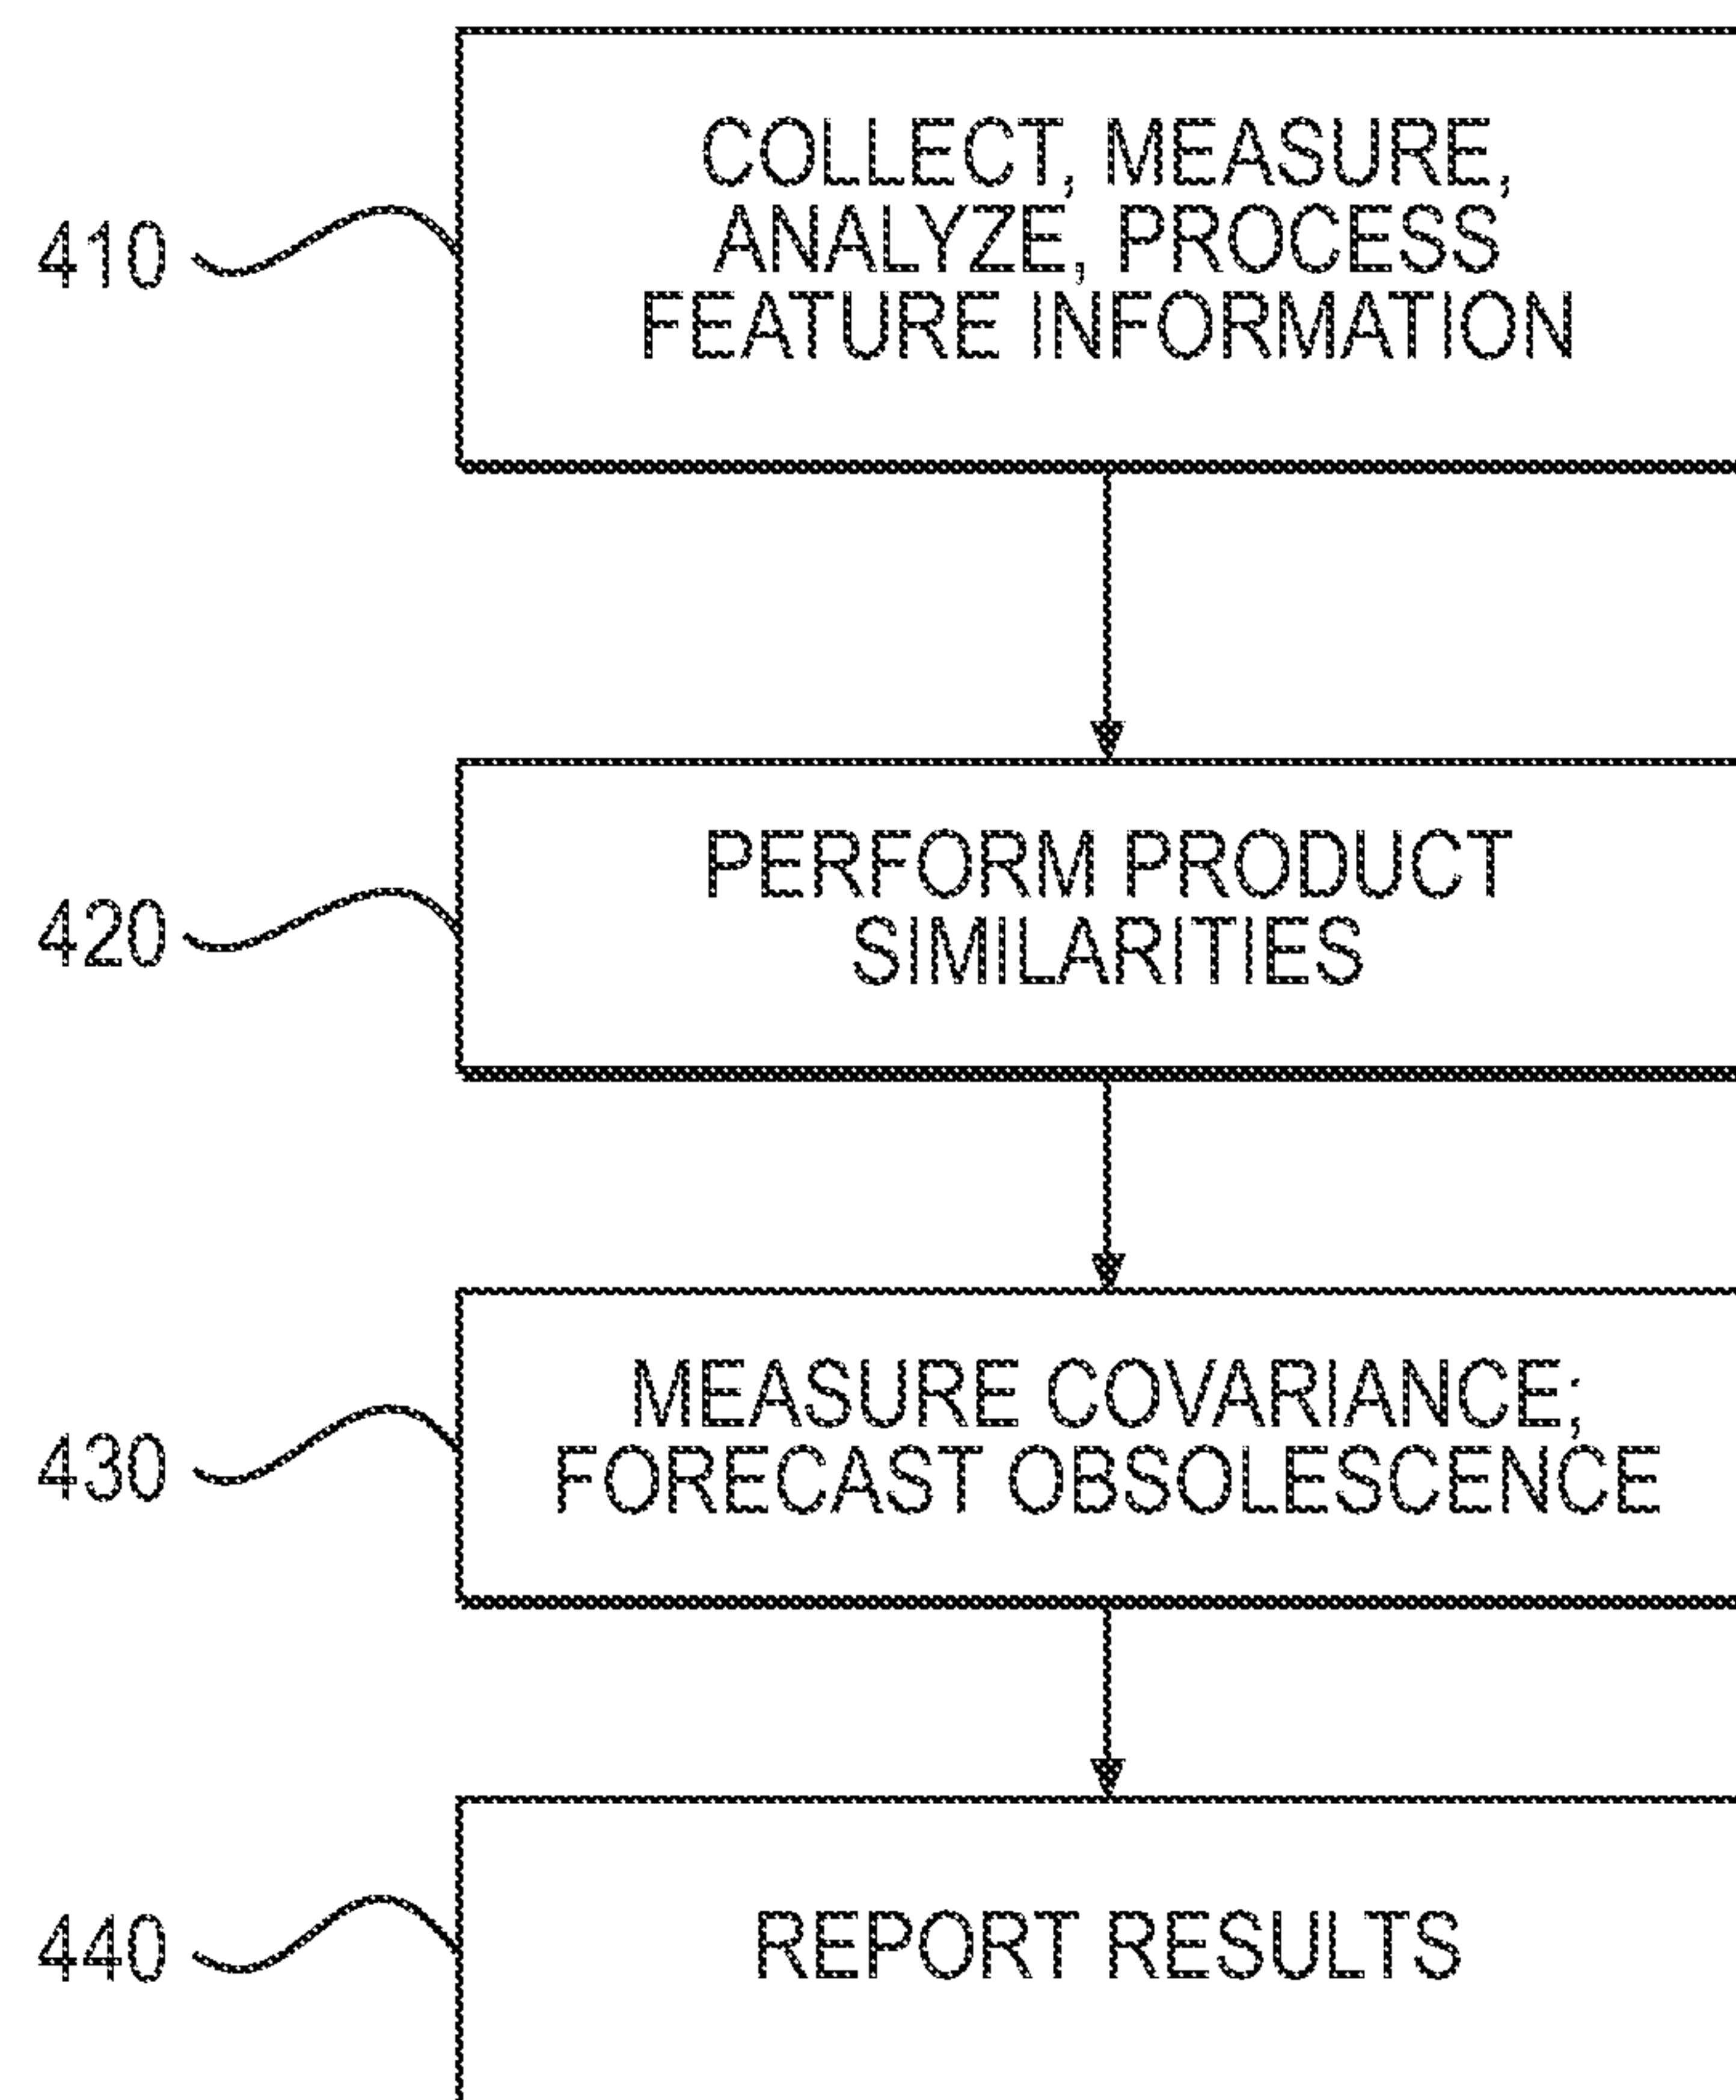 COLLECT, MEASURE,
ANALYZE, PROCESS
FEATURE INFORMATION
410
PERFORM PRODUCT
SIMILARITIES
420
MEASURE COVARIANCE;
FORECAST OBSOLESCENCE
430
REPORT RESULTS
440